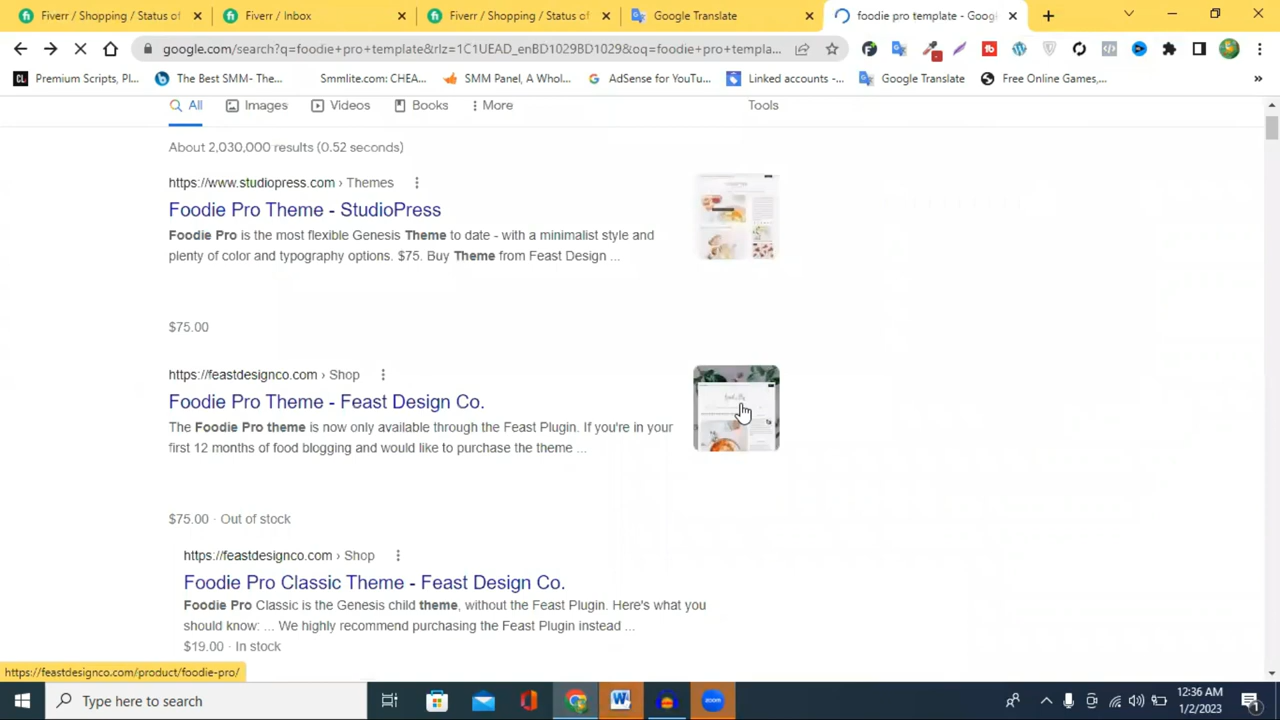 Fiverr / Shopping / Status of
Fiverr / Inbox
Fiverr / Shopping / Status of
Google Translate
foodie pro template - Goog
google.com/search?q=foodie+pro+template&rlz=1C1UEAD_enBD1029BD1029&oq=foodie+pro+templa...
Premium Scripts, Pl...
The Best SMM- The...
Smmlite.com: CHEA...
SMM Panel, A Whol...
AdSense for YouTu...
Linked accounts -...
Google Translate
Free Online Games,...
»
All
Images
Videos
Books
More
Tools
About 2,030,000 results (0.52 seconds)
https://www.studiopress.com › Themes
Foodie Pro Theme - StudioPress
Foodie Pro is the most flexible Genesis Theme to date - with a minimalist style and
plenty of color and typography options. $75. Buy Theme from Feast Design ...
$75.00
https://feastdesignco.com › Shop
Foodie Pro Theme - Feast Design Co.
The Foodie Pro theme is now only available through the Feast Plugin. If you're in your
first 12 months of food blogging and would like to purchase the theme ...
$75.00 · Out of stock
https://feastdesignco.com › Shop
Foodie Pro Classic Theme - Feast Design Co.
Foodie Pro Classic is the Genesis child theme, without the Feast Plugin. Here's what you
should know: ... We highly recommend purchasing the Feast Plugin instead ...
$19.00 · In stock
https://feastdesignco.com/product/foodie-pro/
Type here to search
12:36 AM
1/2/2023